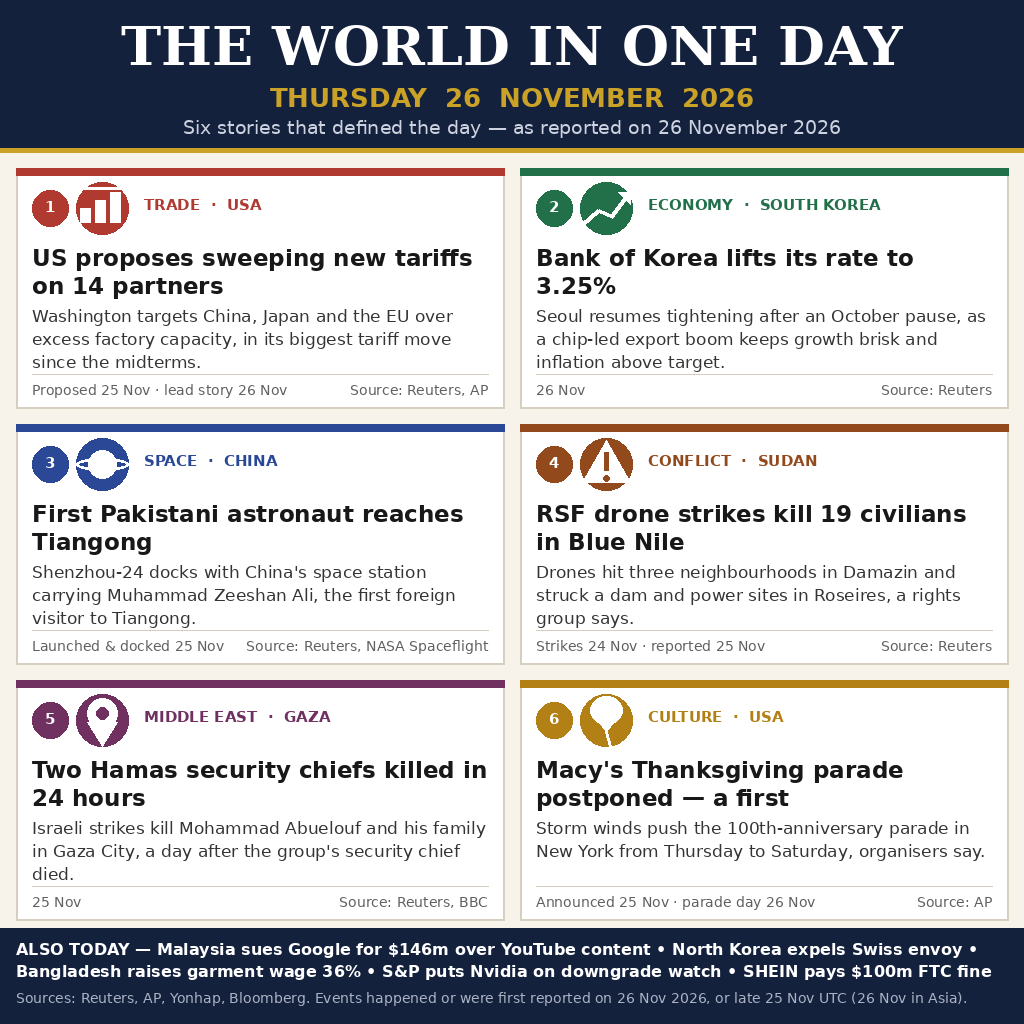 THE WORLD IN ONE DAY
THURSDAY 26 NOVEMBER 2026
Six stories that defined the day — as reported on 26 November 2026
1
TRADE · USA
US proposes sweeping new tariffs
on 14 partners
Washington targets China, Japan and the EU over
excess factory capacity, in its biggest tariff move
since the midterms.
Proposed 25 Nov · lead story 26 Nov
Source: Reuters, AP
2
ECONOMY · SOUTH KOREA
Bank of Korea lifts its rate to
3.25%
Seoul resumes tightening after an October pause, as
a chip-led export boom keeps growth brisk and
inflation above target.
26 Nov
Source: Reuters
3
SPACE · CHINA
First Pakistani astronaut reaches
Tiangong
Shenzhou-24 docks with China's space station
carrying Muhammad Zeeshan Ali, the first foreign
visitor to Tiangong.
Launched & docked 25 Nov
Source: Reuters, NASA Spaceflight
4
CONFLICT · SUDAN
RSF drone strikes kill 19 civilians
in Blue Nile
Drones hit three neighbourhoods in Damazin and
struck a dam and power sites in Roseires, a rights
group says.
Strikes 24 Nov · reported 25 Nov
Source: Reuters
5
MIDDLE EAST · GAZA
Two Hamas security chiefs killed in
24 hours
Israeli strikes kill Mohammad Abuelouf and his family
in Gaza City, a day after the group's security chief
died.
25 Nov
Source: Reuters, BBC
6
CULTURE · USA
Macy's Thanksgiving parade
postponed — a first
Storm winds push the 100th-anniversary parade in
New York from Thursday to Saturday, organisers say.
Announced 25 Nov · parade day 26 Nov
Source: AP
ALSO TODAY — Malaysia sues Google for $146m over YouTube content • North Korea expels Swiss envoy •
Bangladesh raises garment wage 36% • S&P puts Nvidia on downgrade watch • SHEIN pays $100m FTC fine
Sources: Reuters, AP, Yonhap, Bloomberg. Events happened or were first reported on 26 Nov 2026, or late 25 Nov UTC (26 Nov in Asia).